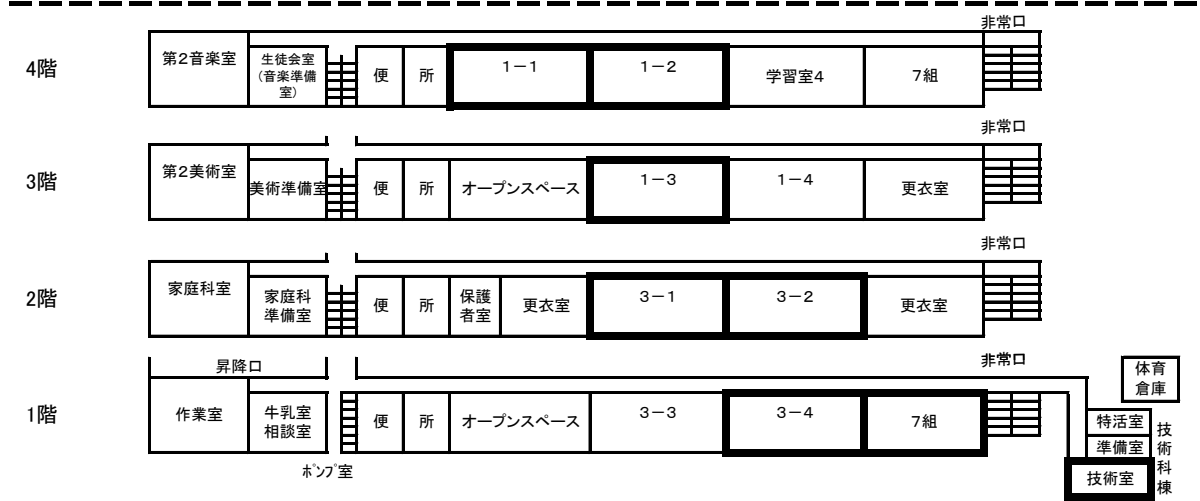 非常口
4階
第2音楽室
生徒会室
(音楽準備
室)
便
所
1-1
1-2
学習室4
7組
非常口
3階
第2美術室
美術準備室
便
所
オープンスペース
1-3
1-4
更衣室
非常口
2階
家庭科室
家庭科
準備室
便
所
保護
者室
更衣室
3-1
3-2
更衣室
昇降口
非常口
体育
倉庫
1階
作業室
牛乳室
相談室
便
所
オープンスペース
3-3
3-4
7組
特活室
準備室
技術室
技術科棟
ポンプ室